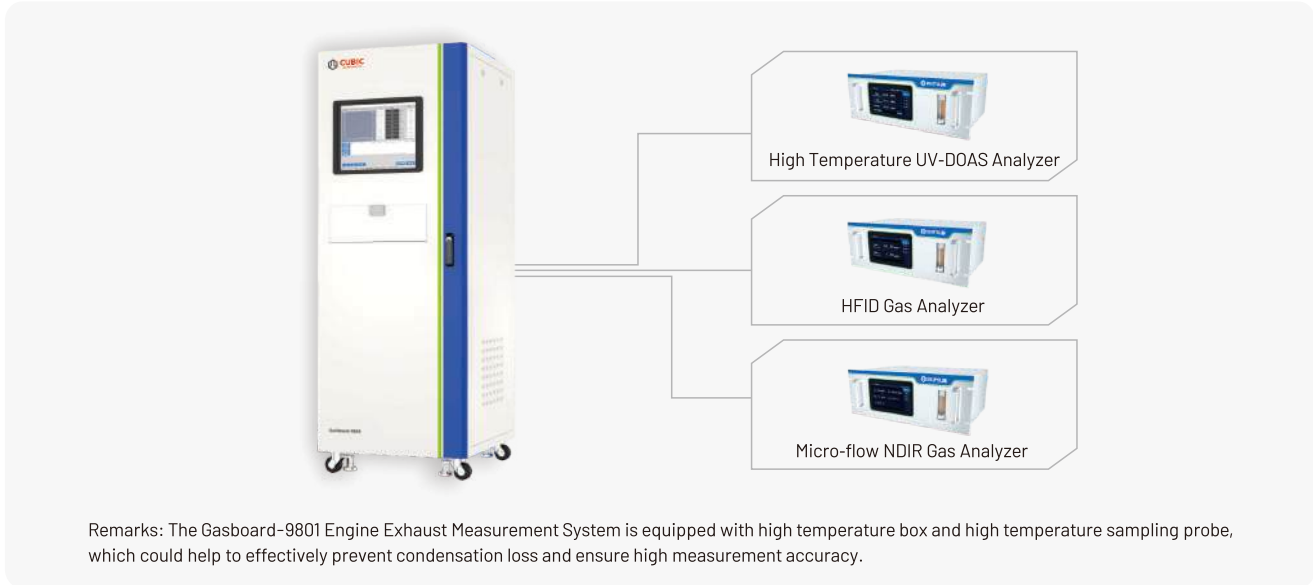 CUBIC
High Temperature UV-DOAS Analyzer
HFID Gas Analyzer
Micro-flow NDIR Gas Analyzer
Remarks: The Gasboard-9801 Engine Exhaust Measurement System is equipped with high temperature box and high temperature sampling probe,
which could help to effectively prevent condensation loss and ensure high measurement accuracy.